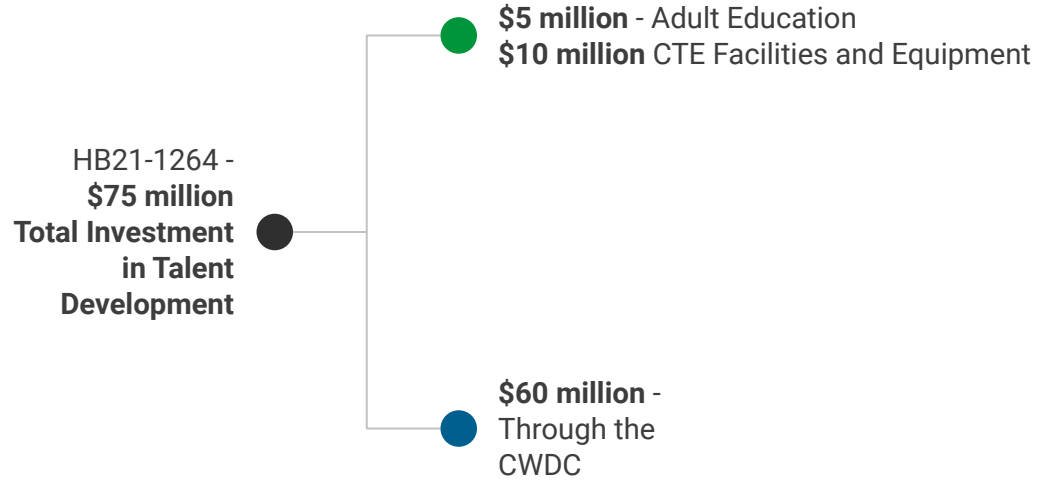 HB21-1264 -
$75 million
Total Investment
in Talent
Development
$5 million - Adult Education
$10 million CTE Facilities and Equipment
$60 million -
Through the
CWDC